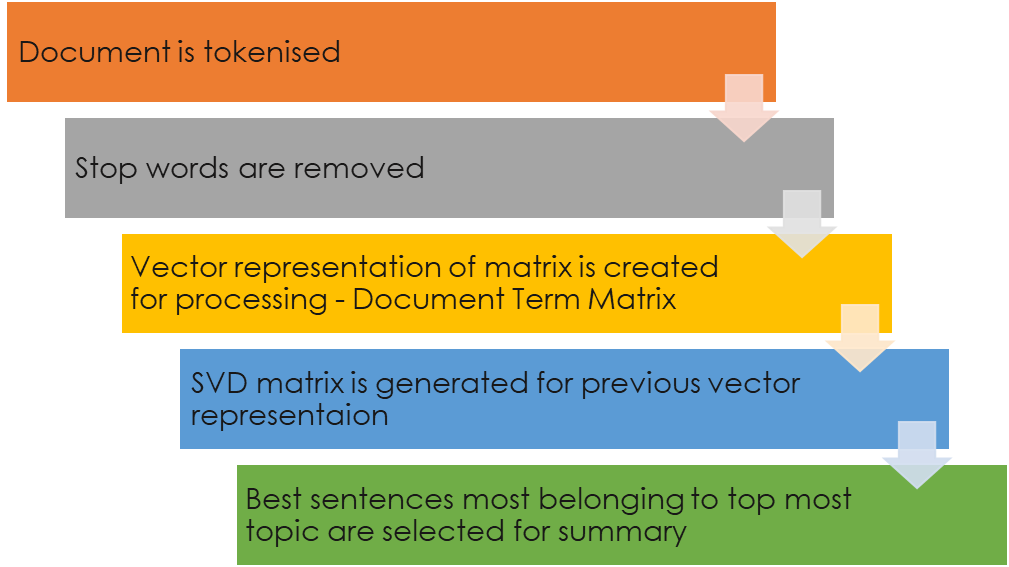 Document is tokenised
Stop words are removed
Vector representation of matrix is created
for processing - Document Term Matrix
SVD matrix is generated for previous vector
representaion
Best sentences most belonging to top most
topic are selected for summary